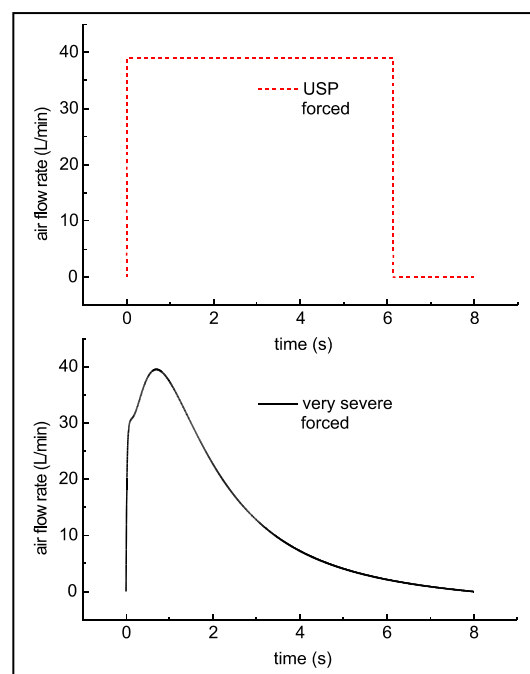 40
30
20
10
0
air flow rate (L/min)
USP
forced
0 2 4 6 8
time (s)
40
30
20
10
0
air flow rate (L/min)
very severe
forced
0 2 4 6 8
time (s)